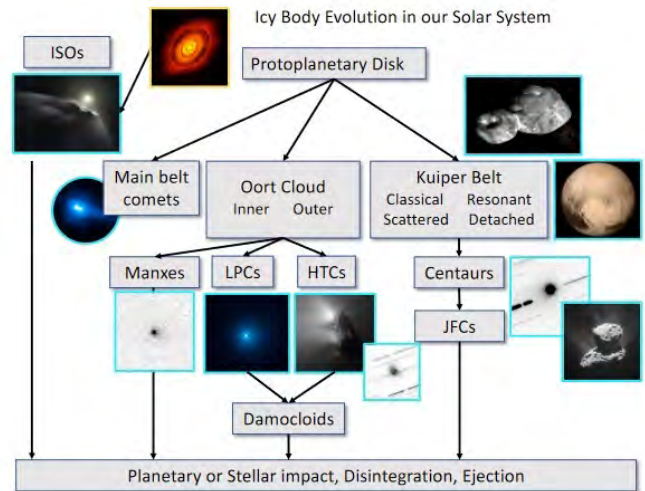 Icy Body Evolution in our Solar System
ISOs
Protoplanetary Disk
Main belt
comets
Oort Cloud
Inner Outer
Kuiper Belt
Classical Resonant
Scattered Detached
Manxes
LPCs
HTCs
Centaurs
JFCs
Damocloids
Planetary or Stellar impact, Disintegration, Ejection